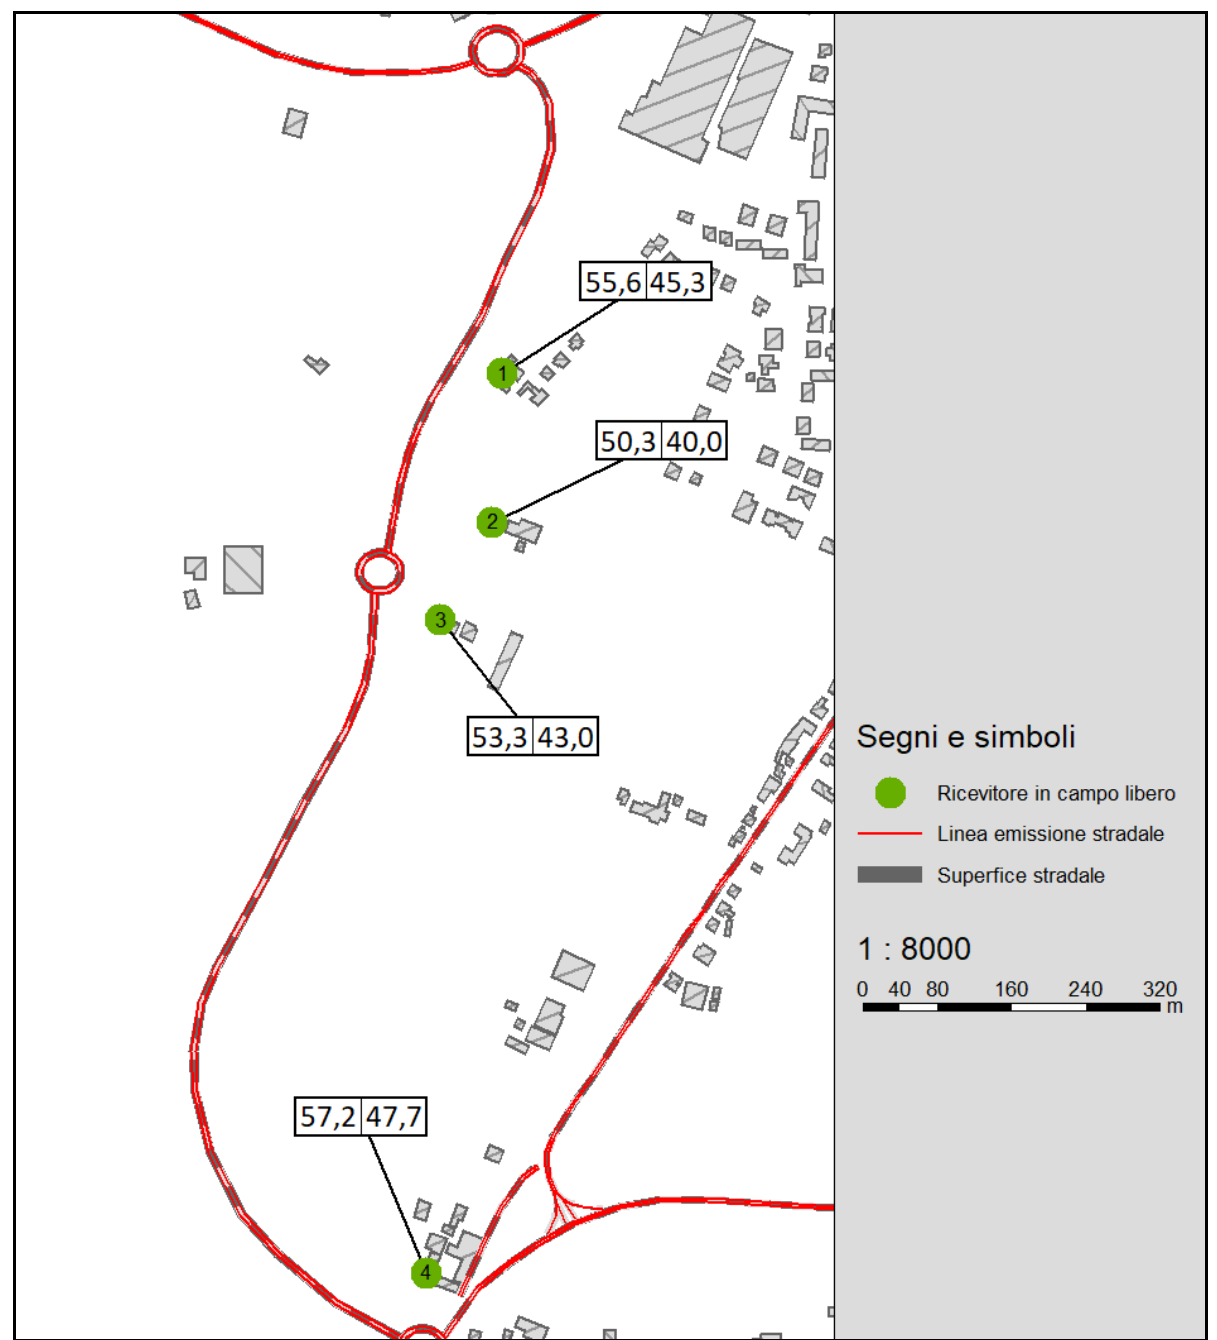 55,6 45,3
1
50,3 40,0
2
3
53,3 43,0
Segni e simboli
Ricevitore in campo libero
Linea emissione stradale
Superfice stradale
1 : 8000
0 40 80 160 240 320
m
57,2 47,7
4